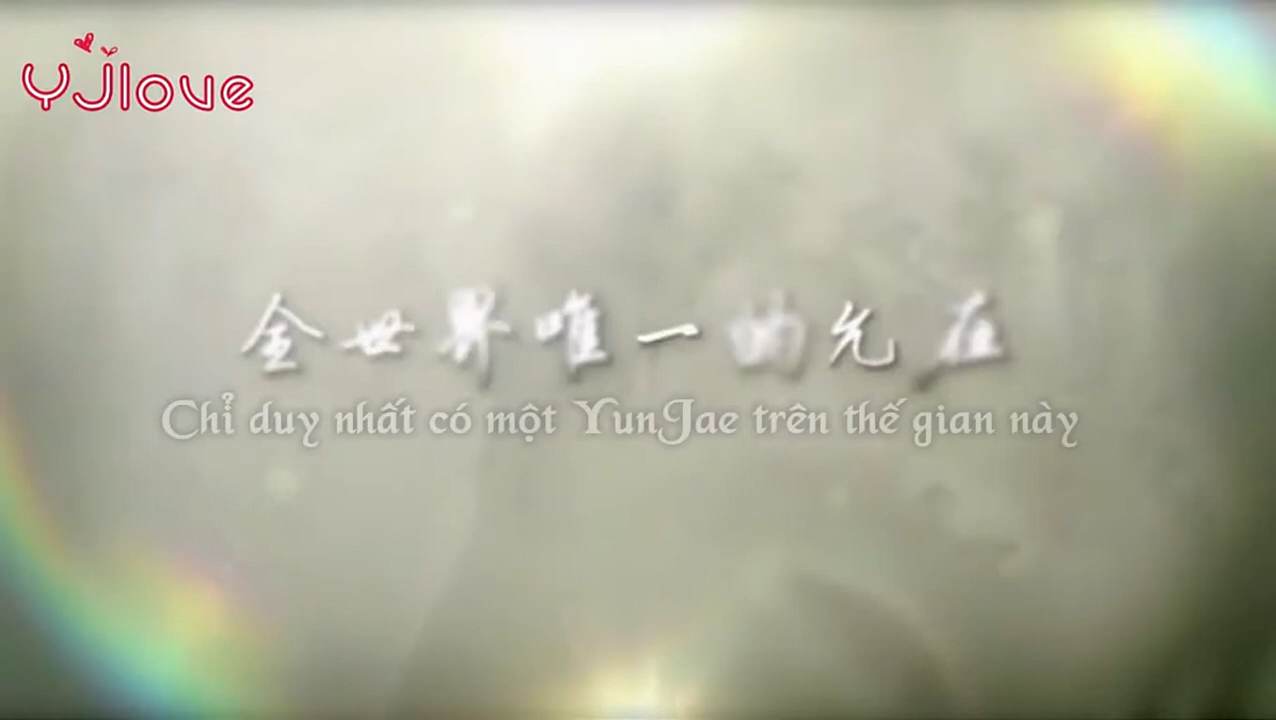 YJlove
全世界唯一的允在
Chỉ duy nhất có một YunJae trên thế gian này